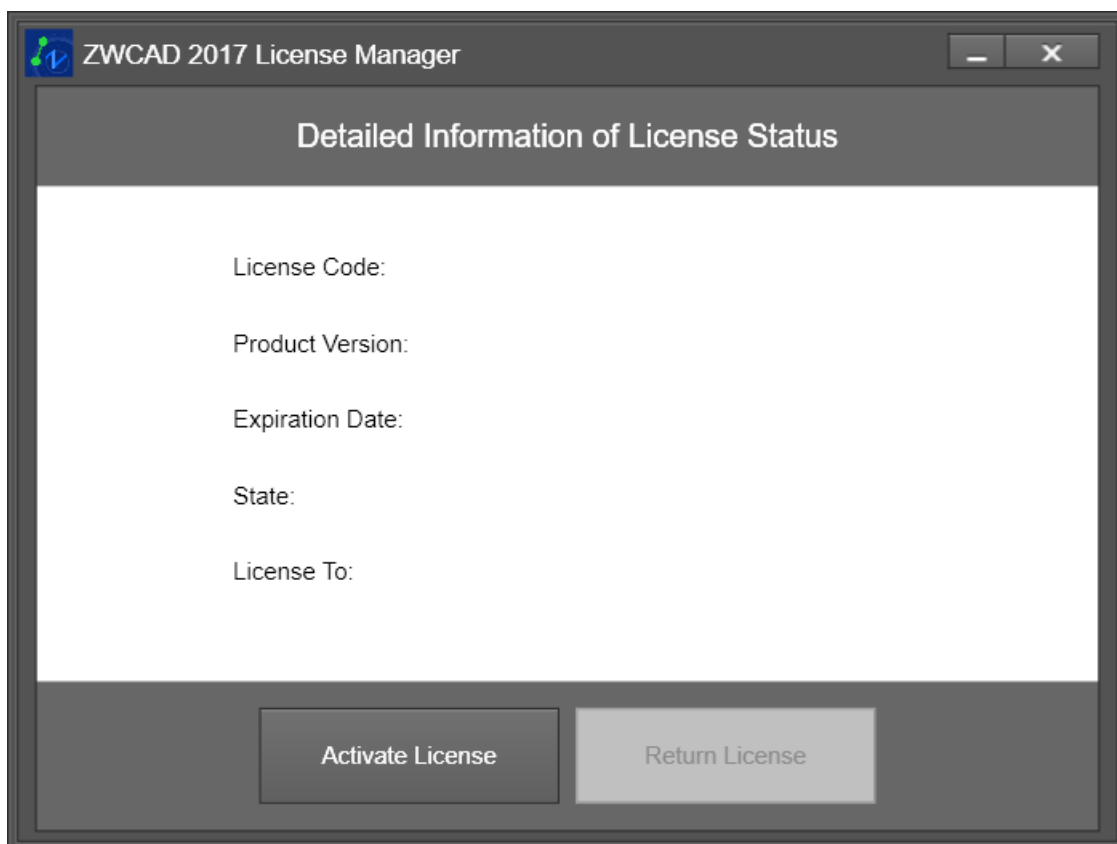 ZWCAD 2017 License Manager
Detailed Information of License Status
License Code:
Product Version:
Expiration Date:
State:
License To:
Activate License
Return License